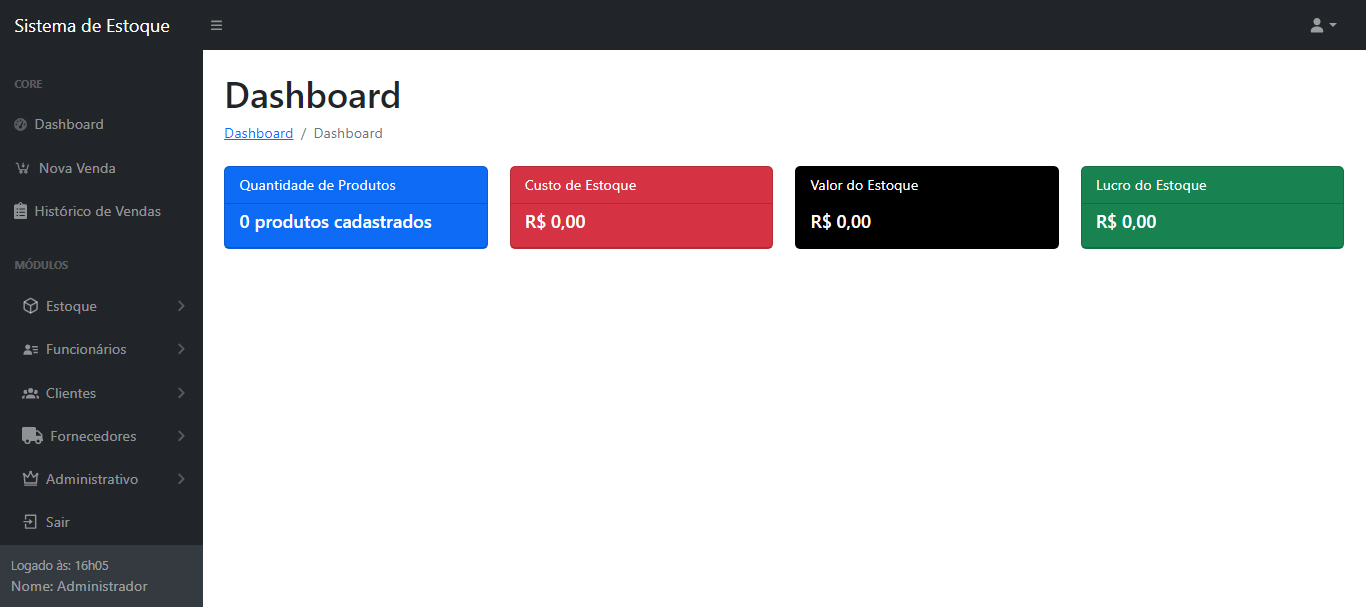 Sistema de Estoque
CORE
Dashboard
Nova Venda
Histórico de Vendas
MÓDULOS
Estoque
Funcionários
Clientes
Fornecedores
Administrativo
Sair
Logado às: 16h05
Nome: Administrador
Dashboard
Dashboard / Dashboard
Quantidade de Produtos
0 produtos cadastrados
Custo de Estoque
R$ 0,00
Valor do Estoque
R$ 0,00
Lucro do Estoque
R$ 0,00